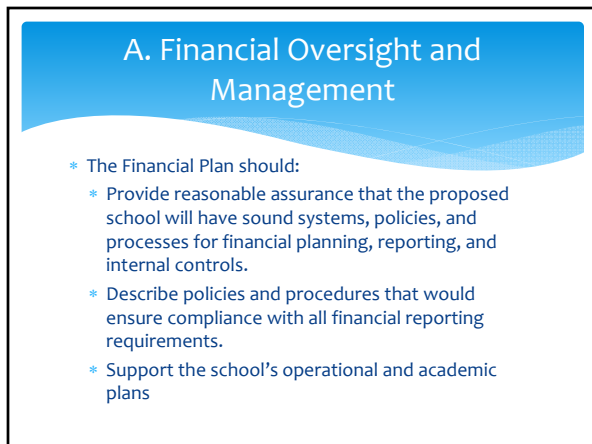 A. Financial Oversight and
Management
* The Financial Plan should:
* Provide reasonable assurance that the proposed
school will have sound systems, policies, and
processes for financial planning, reporting, and
internal controls.
* Describe policies and procedures that would
ensure compliance with all financial reporting
requirements.
* Support the school's operational and academic
plans